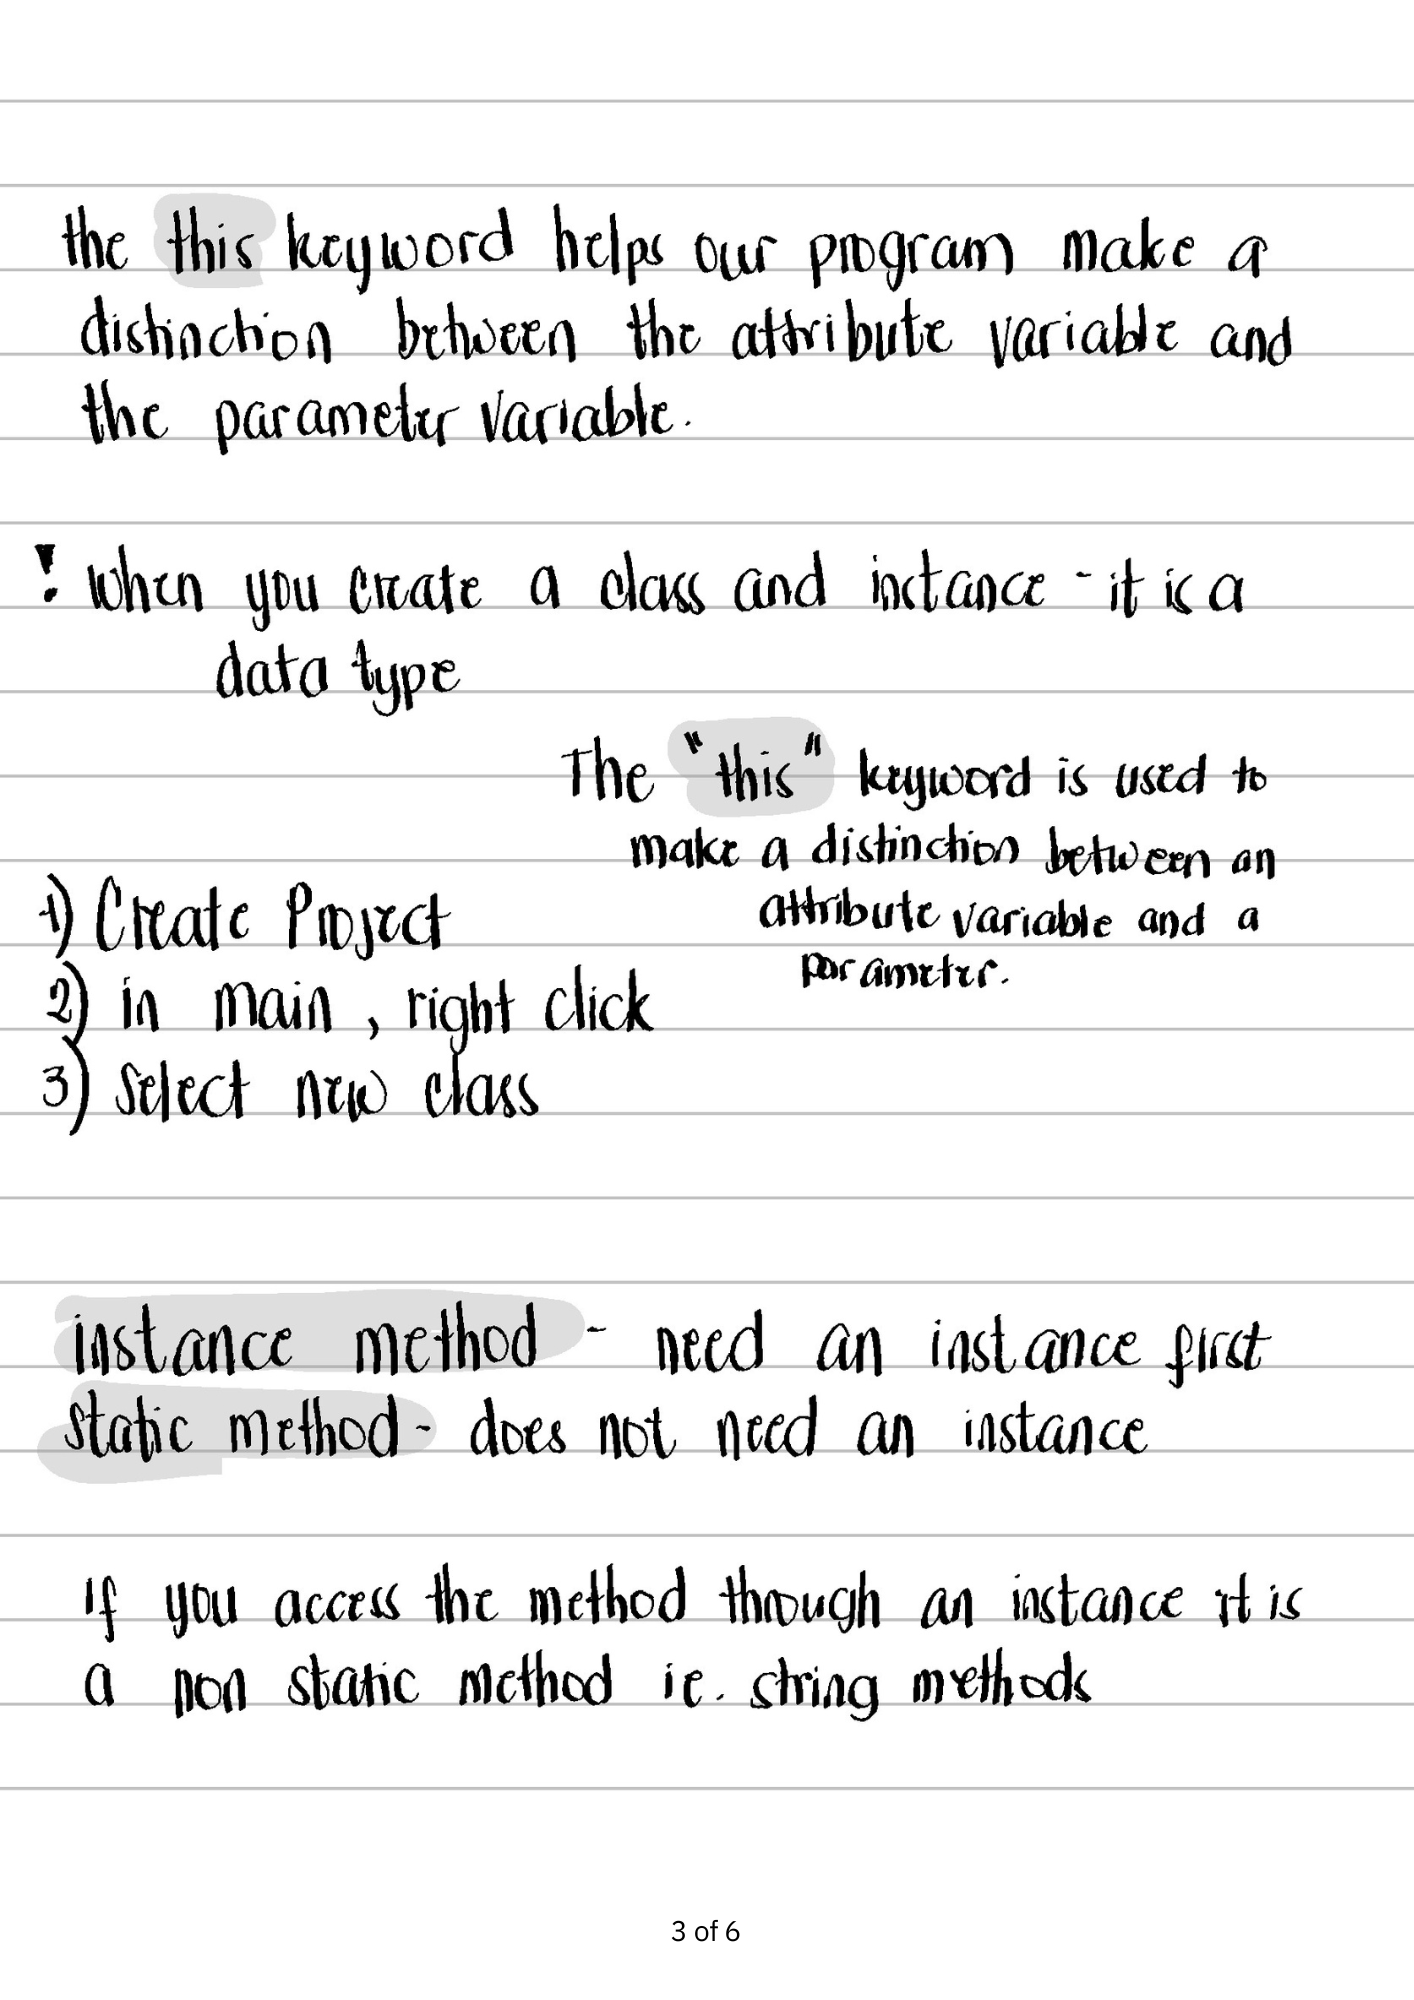 the this keyword helps our program make a
distinction between the attribute variable and
the parameter variable.
! when you create a class and instance - it is a
data type
The "this" keyword is used to
make a distinction between an
attribute variable and a
parameter.
1) Create Project
2) in main, right click
3) Select new class
instance method - need an instance first
static method - does not need an instance
If you access the method through an instance it is
a non static method ie. string methods
3 of 6